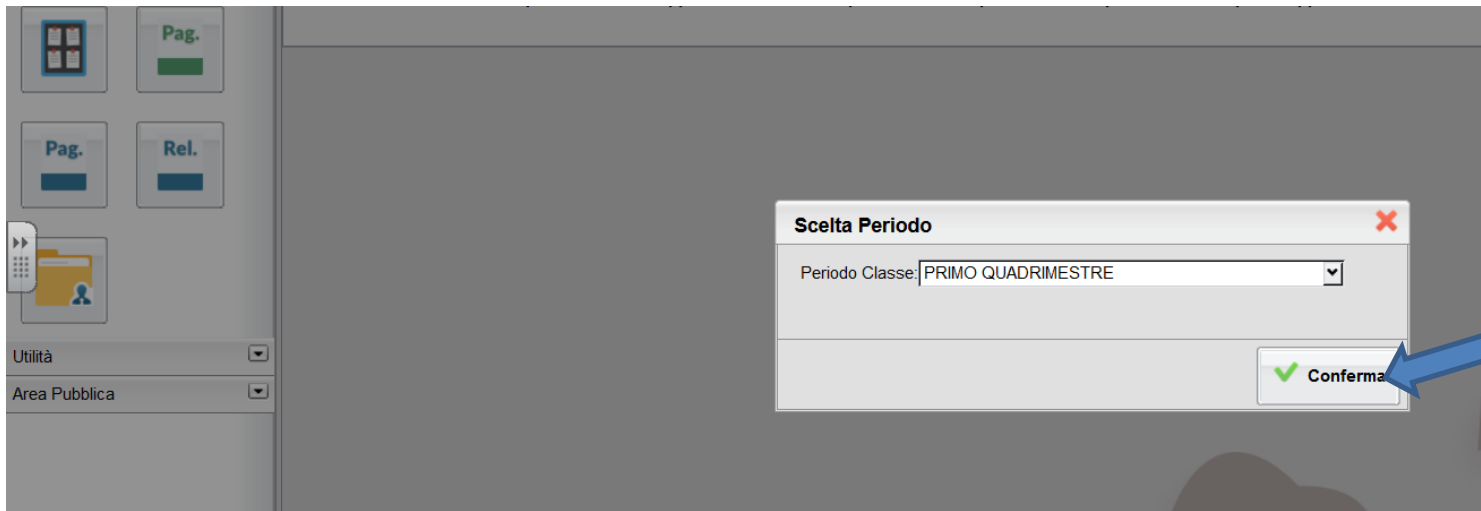 Pag.
Pag.
Rel.
Utilità
Area Pubblica
Scelta Periodo
Periodo Classe: PRIMO QUADRIMESTRE
Conferma